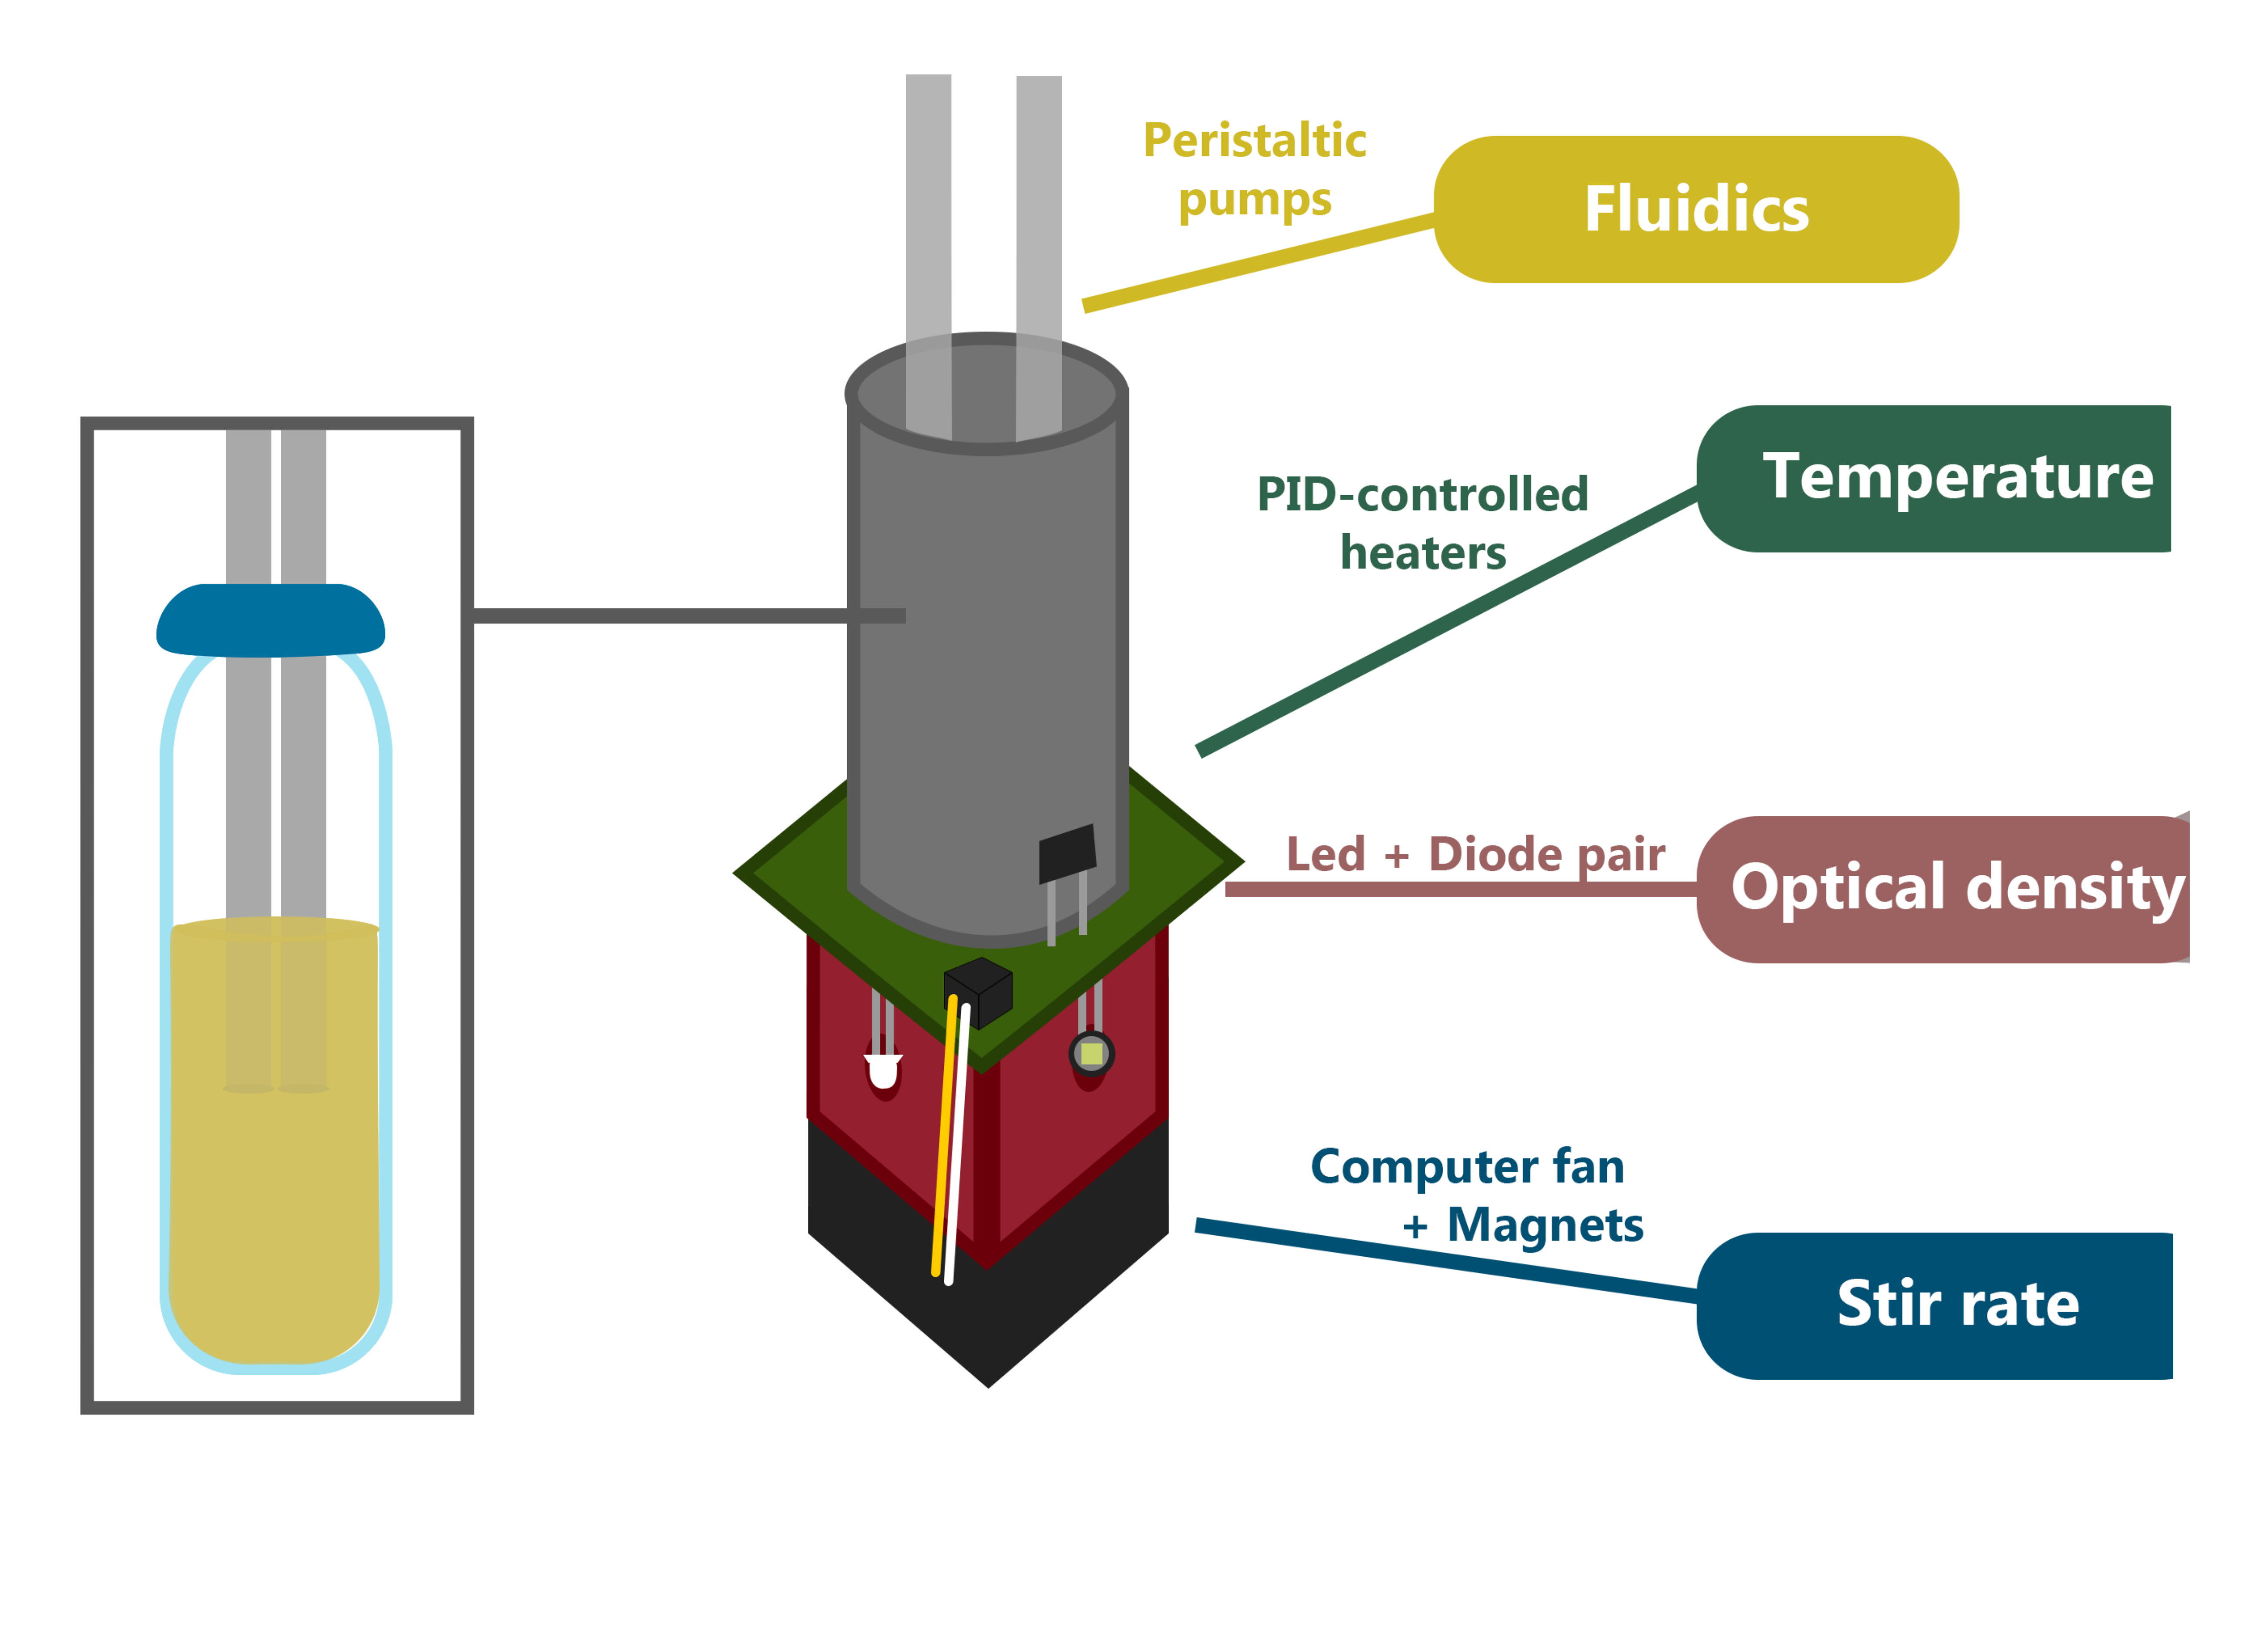 Peristaltic
pumps
Fluidics
PID-controlled
heaters
Temperature
Led + Diode pair
Optical density
Computer fan
+ Magnets
Stir rate